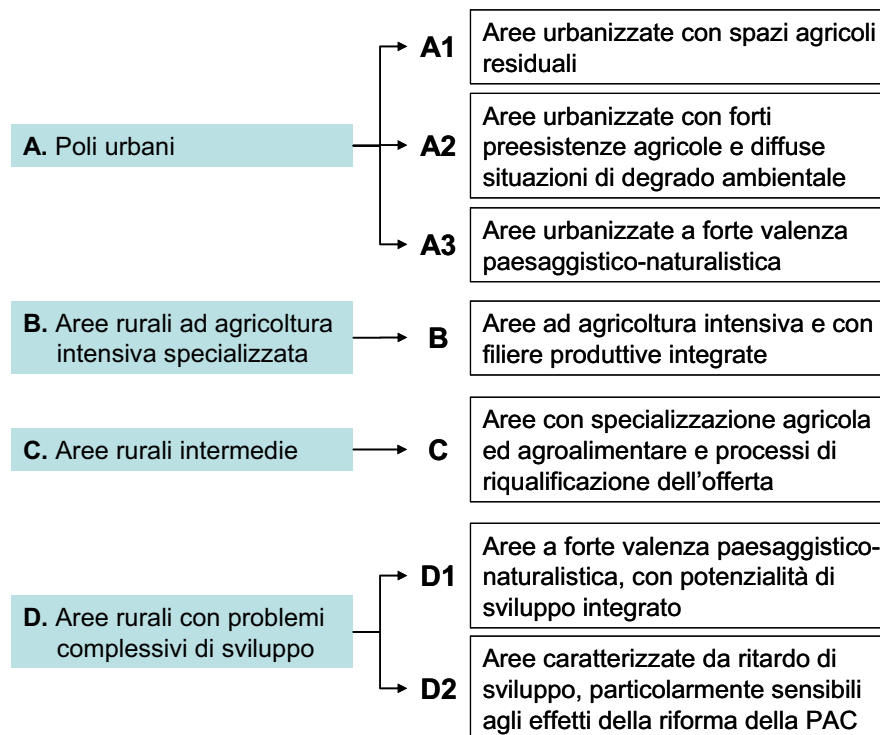 A1
Aree urbanizzate con spazi agricoli
residuali
A. Poli urbani
A2
Aree urbanizzate con forti
preesistenze agricole e diffuse
situazioni di degrado ambientale
A3
Aree urbanizzate a forte valenza
paesaggistico-naturalistica
B. Aree rurali ad agricoltura
intensiva specializzata
B
Aree ad agricoltura intensiva e con
filiere produttive integrate
C. Aree rurali intermedie
C
Aree con specializzazione agricola
ed agroalimentare e processi di
riqualificazione dell'offerta
D. Aree rurali con problemi
complessivi di sviluppo
D1
Aree a forte valenza paesaggistico-
naturalistica, con potenzialità di
sviluppo integrato
D2
Aree caratterizzate da ritardo di
sviluppo, particolarmente sensibili
agli effetti della riforma della PAC